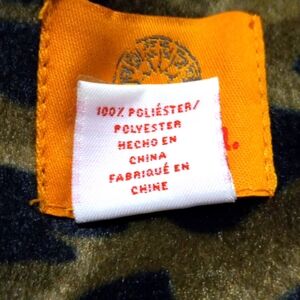 100% POLIÉSTER/
POLYESTER
HECHO EN
CHINA
FABRIQUÉ EN
CHINE